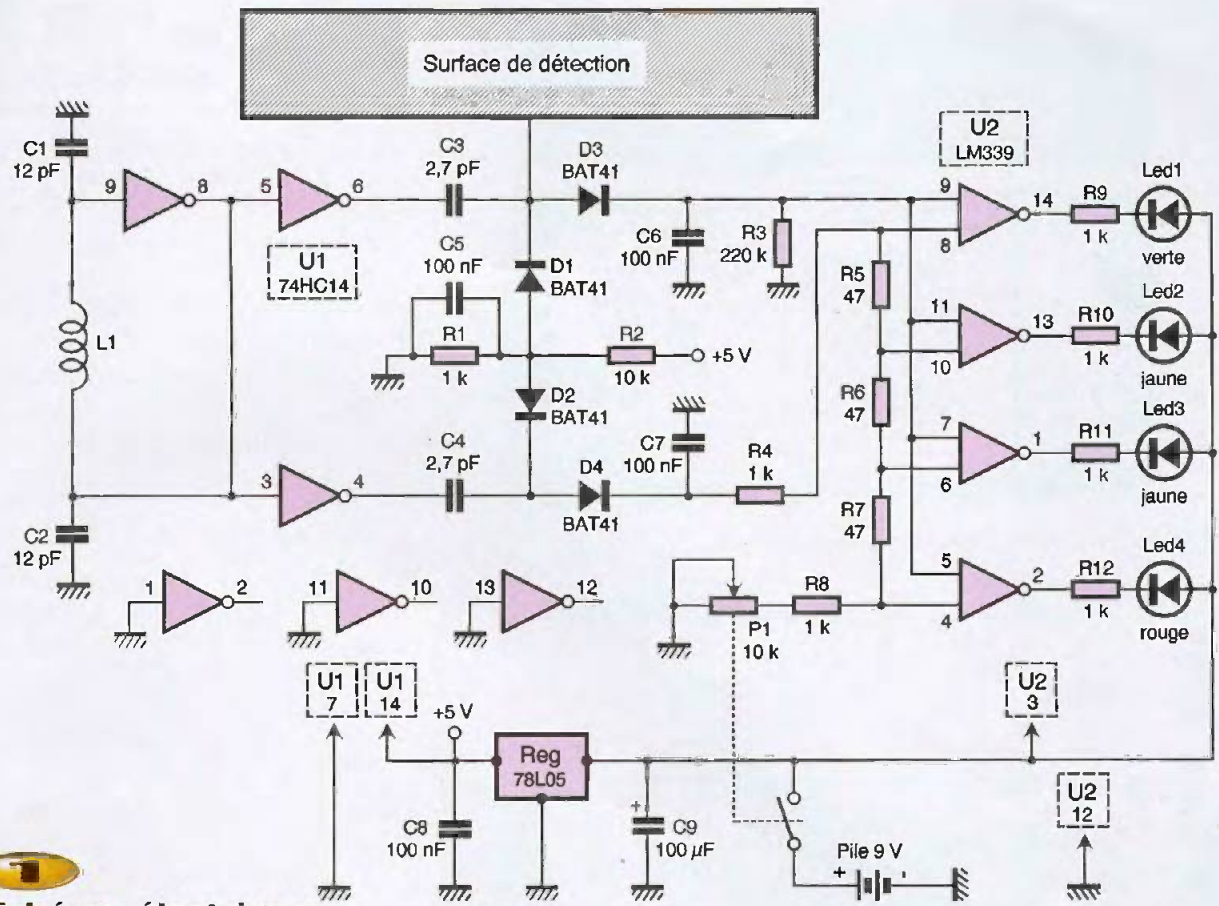 Surface de détection
C1
12 pF
9
8
5
6
U1
74HC14
C3
2,7 pF
D3
BAT41
C5
100 nF
D1
BAT41
C6
100 nF
R3
220 k
U2
LM339
9
8
14
R9
1 k
Led1
verte
L1
R1
1 k
R2
10 k
+5 V
R5
47
11
10
13
R10
1 k
Led2
jaune
D2
BAT41
R6
47
C2
12 pF
3
4
C4
2,7 pF
D4
BAT41
C7
100 nF
R4
1 k
R7
47
7
6
1
R11
1 k
Led3
jaune
1
2
11
10
13
12
P1
10 k
R8
1 k
5
4
2
R12
1 k
Led4
rouge
U1
7
U1
14
+5 V
Reg
78L05
C8
100 nF
+
C9
100 µF
Pile 9 V
+
-
U2
3
U2
12
1